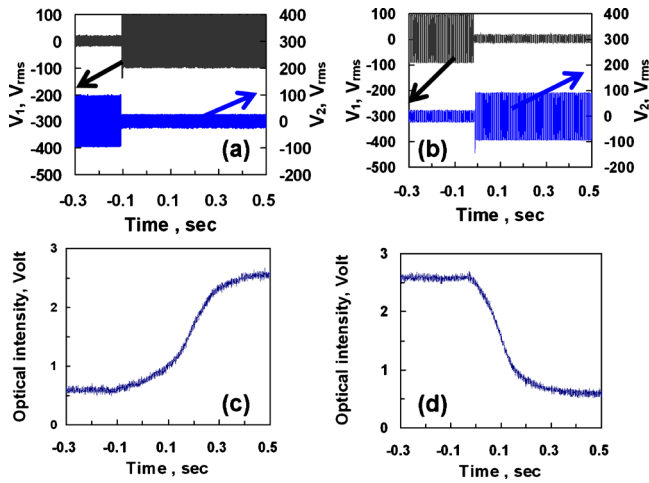 100
0
-100
-200
-300
-400
-500
400
300
200
100
0
-100
-200
V1, Vrms
V2, Vrms
(a)
-0.3 -0.1 0.1 0.3 0.5
Time , sec
100
0
-100
-200
-300
-400
-500
400
300
200
100
0
-100
-200
V1, Vrms
V2, Vrms
(b)
-0.3 -0.1 0.1 0.3 0.5
Time , sec
3
2
1
0
Optical intensity, Volt
(c)
-0.3 -0.1 0.1 0.3 0.5
Time , sec
3
2
1
0
Optical intensity, Volt
(d)
-0.3 -0.1 0.1 0.3 0.5
Time , sec